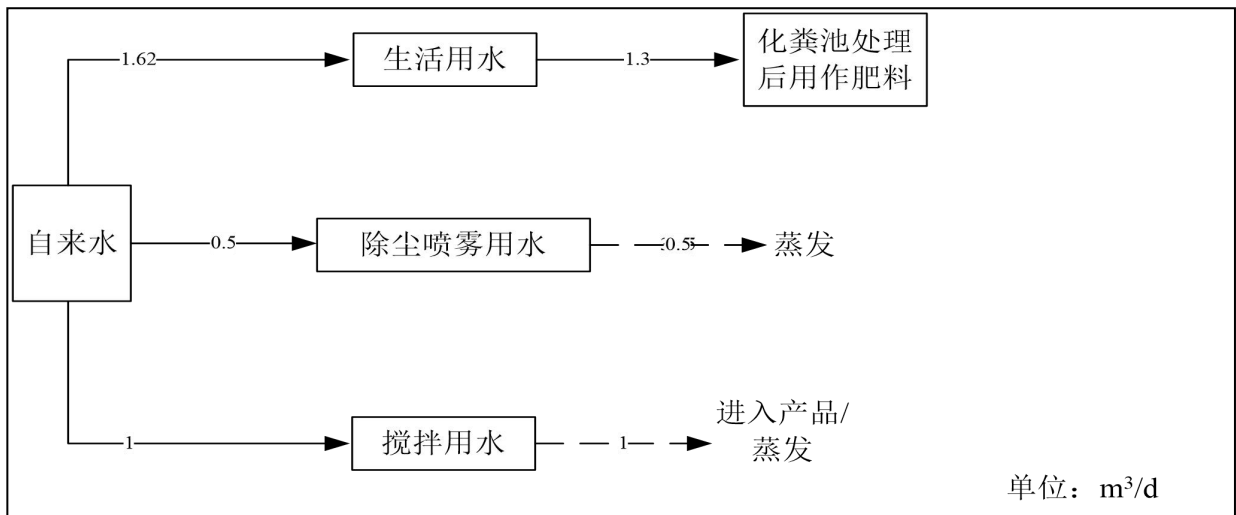 1.62
生活用水
1.3
化粪池处理
后用作肥料
自来水
0.5
除尘喷雾用水
0.5
蒸发
1
搅拌用水
1
进入产品/
蒸发
单位：m³/d